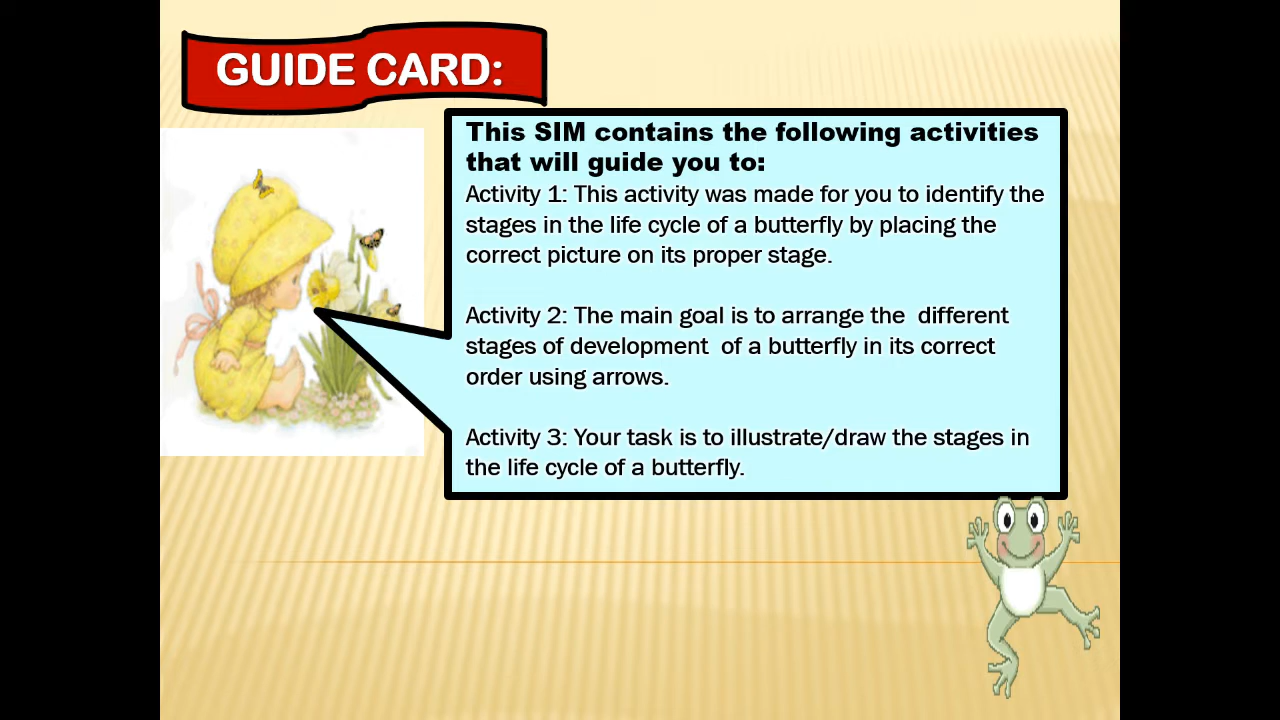 GUIDE CARD:
This SIM contains the following activities
that will guide you to:
Activity 1: This activity was made for you to identify the
stages in the life cycle of a butterfly by placing the
correct picture on its proper stage.
Activity 2: The main goal is to arrange the  different
stages of development  of a butterfly in its correct
order using arrows.
Activity 3: Your task is to illustrate/draw the stages in
the life cycle of a butterfly.